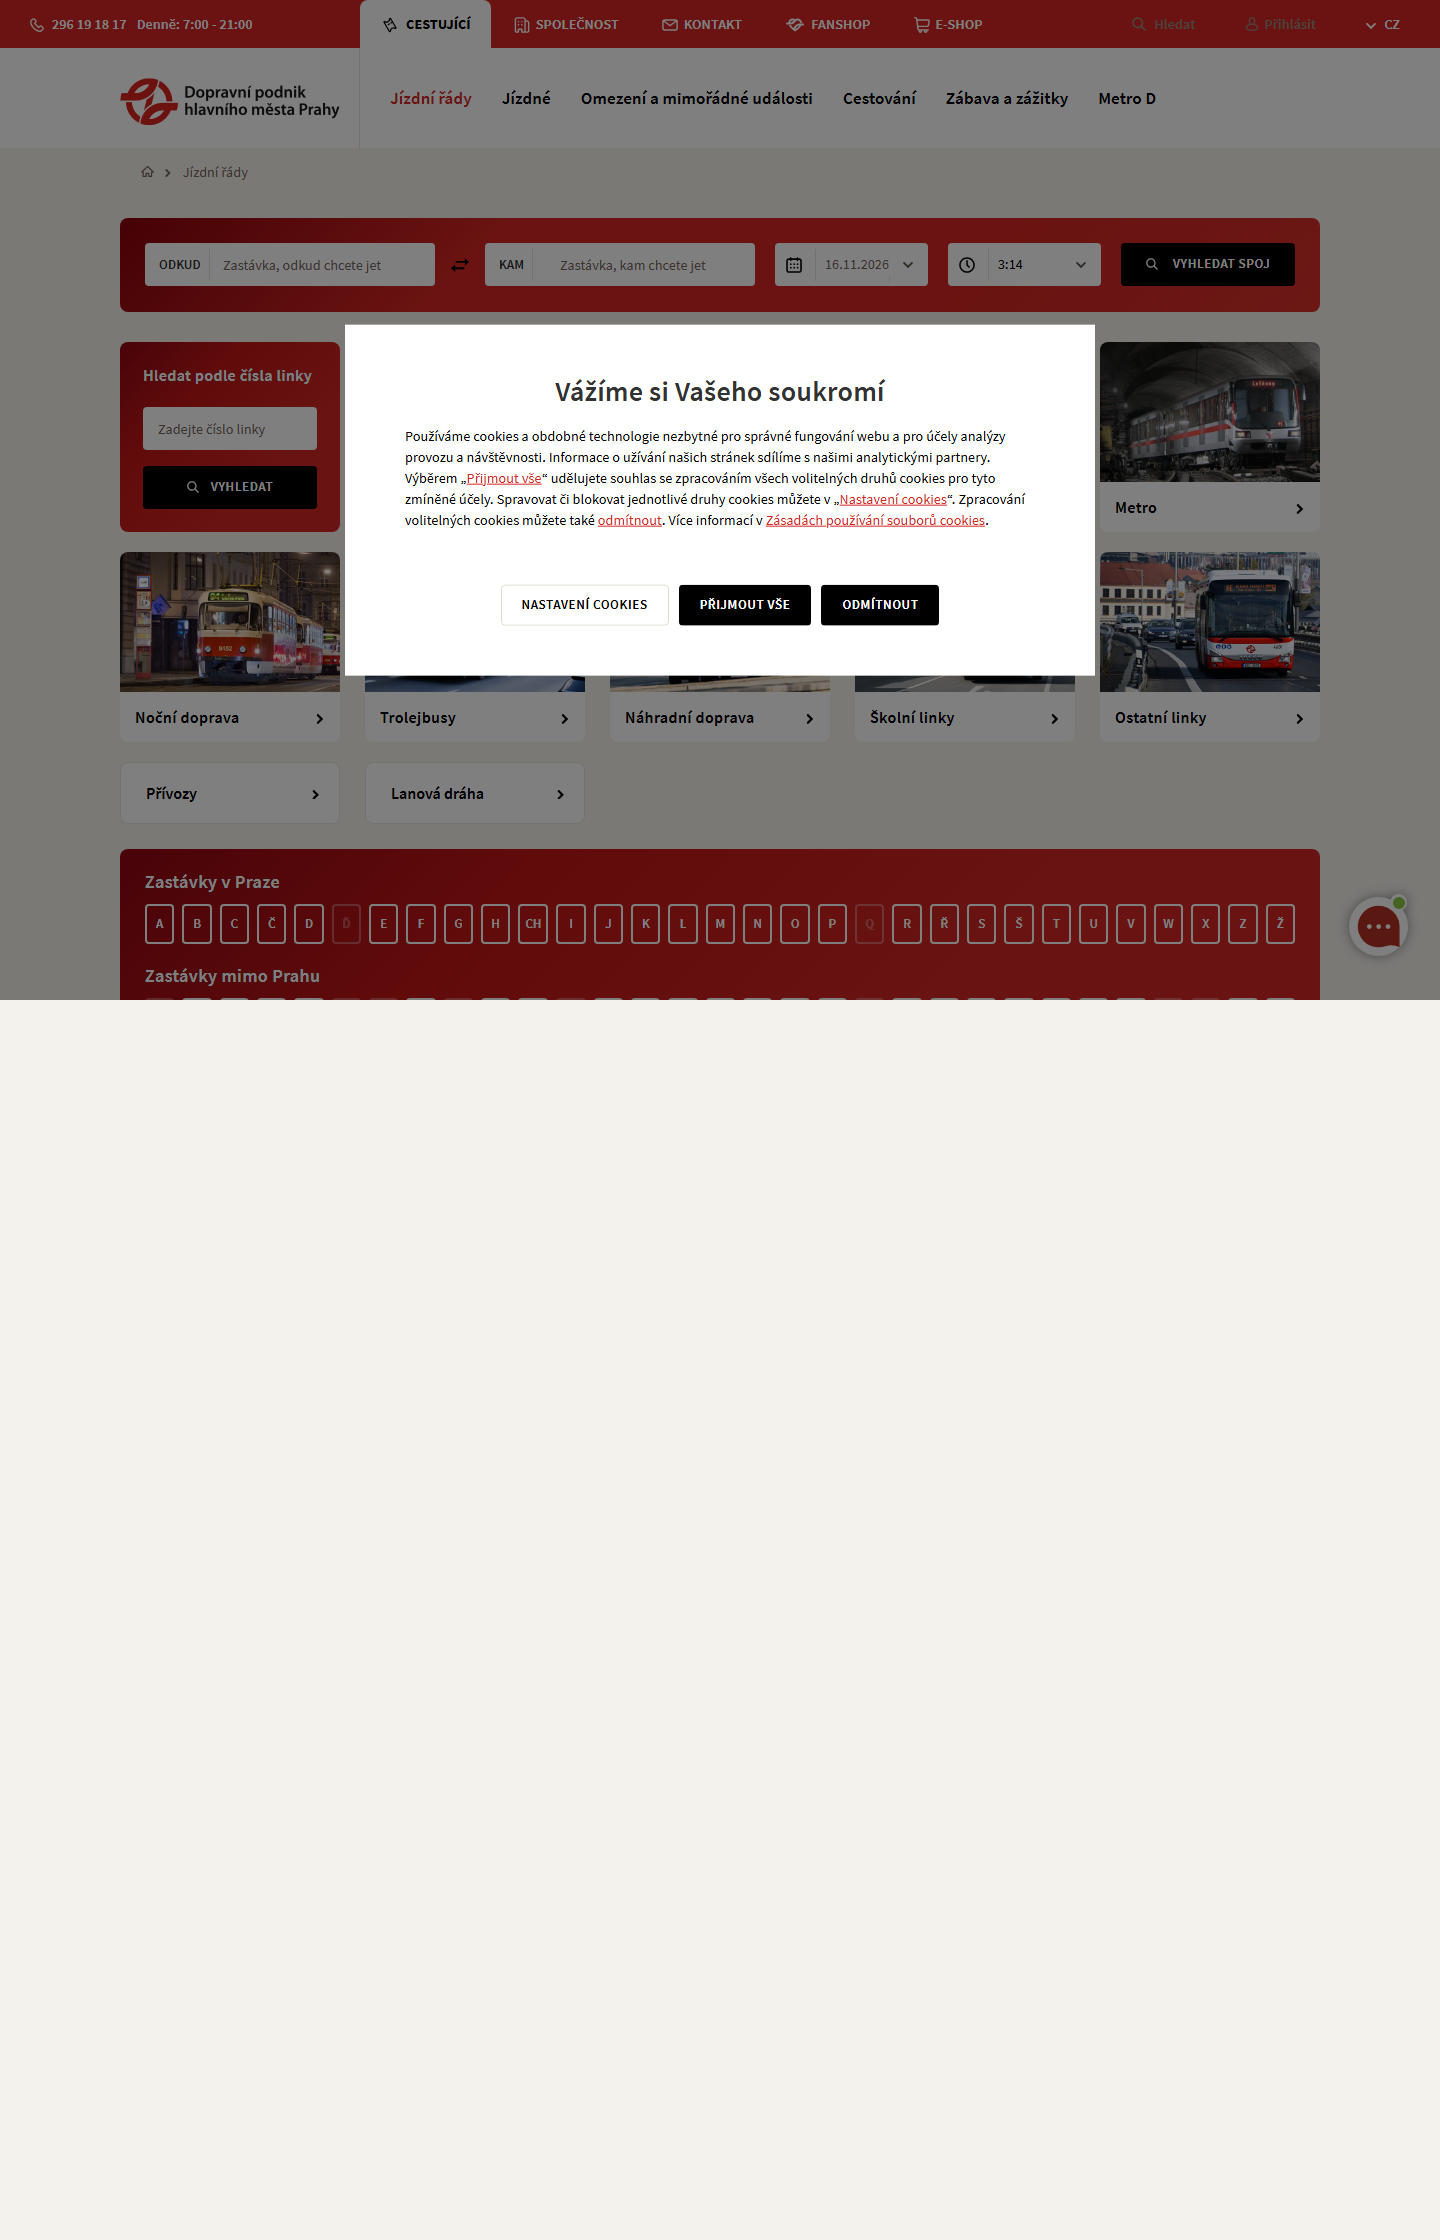 296 19 18 17 Denně: 7:00 - 21:00
CESTUJÍCÍ
SPOLEČNOST
KONTAKT
FANSHOP
E-SHOP
Hledat
Přihlásit
CZ
Dopravní podnik
hlavního města Prahy
Jízdní řády
Jízdné
Omezení a mimořádné události
Cestování
Zábava a zážitky
Metro D
Jízdní řády
ODKUD Zastávka, odkud chcete jet
KAM Zastávka, kam chcete jet
16.11.2026
3:14
VYHLEDAT SPOJ
Hledat podle čísla linky
Zadejte číslo linky
VYHLEDAT
Vážíme si Vašeho soukromí
Používáme cookies a obdobné technologie nezbytné pro správné fungování webu a pro účely analýzy
provozu a návštěvnosti. Informace o užívání našich stránek sdílíme s našimi analytickými partnery.
Výběrem „Přijmout vše“ udělujete souhlas se zpracováním všech volitelných druhů cookies pro tyto
zmíněné účely. Spravovat či blokovat jednotlivé druhy cookies můžete v „Nastavení cookies“. Zpracování
volitelných cookies můžete také odmítnout. Více informací v Zásadách používání souborů cookies.
NASTAVENÍ COOKIES
PŘIJMOUT VŠE
ODMÍTNOUT
Metro
Noční doprava
Trolejbusy
Náhradní doprava
Školní linky
Ostatní linky
Přívozy
Lanová dráha
Zastávky v Praze
A B C Č D Ď E F G H CH I J K L M N O P Q R Ř S Š T U V W X Z Ž
Zastávky mimo Prahu